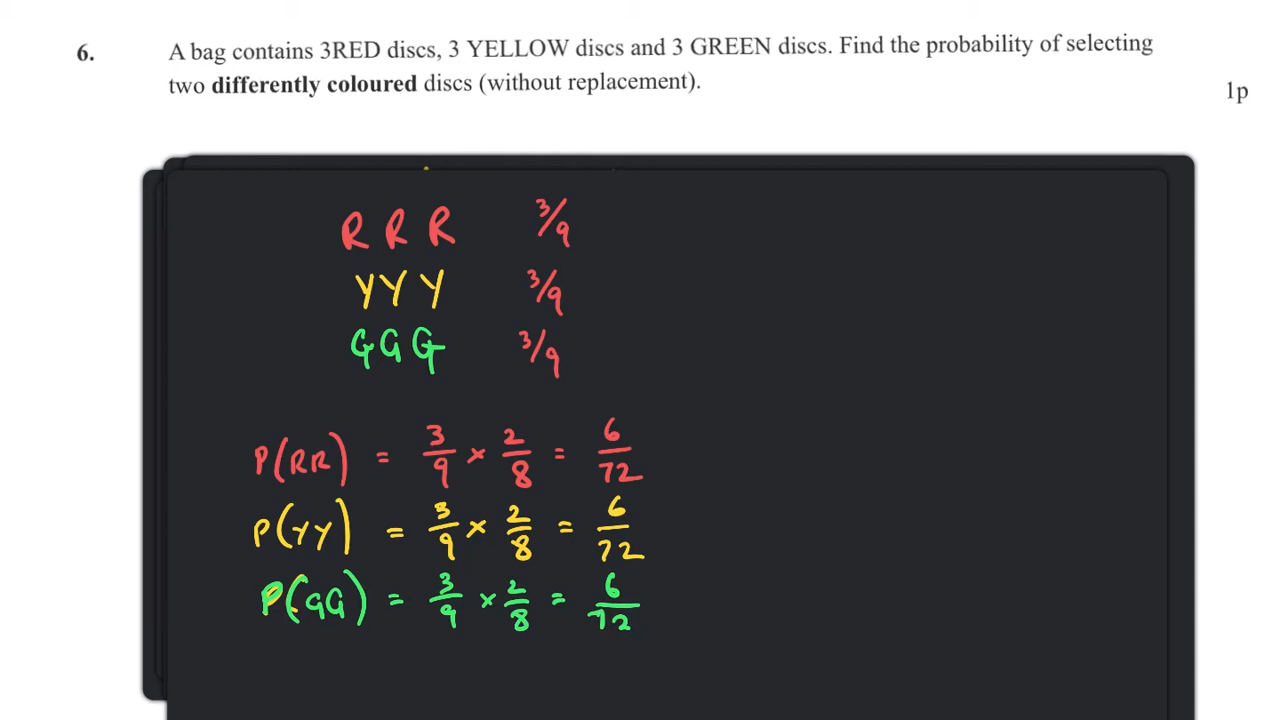 6. A bag contains 3RED discs, 3 YELLOW discs and 3 GREEN discs. Find the probability of selecting
two differently coloured discs (without replacement).
1p
R R R 3/9
Y Y Y 3/9
G G G 3/9
P(RR) = 3/9 × 2/8 = 6/72
P(YY) = 3/9 × 2/8 = 6/72
P(GG) = 3/9 × 2/8 = 6/72